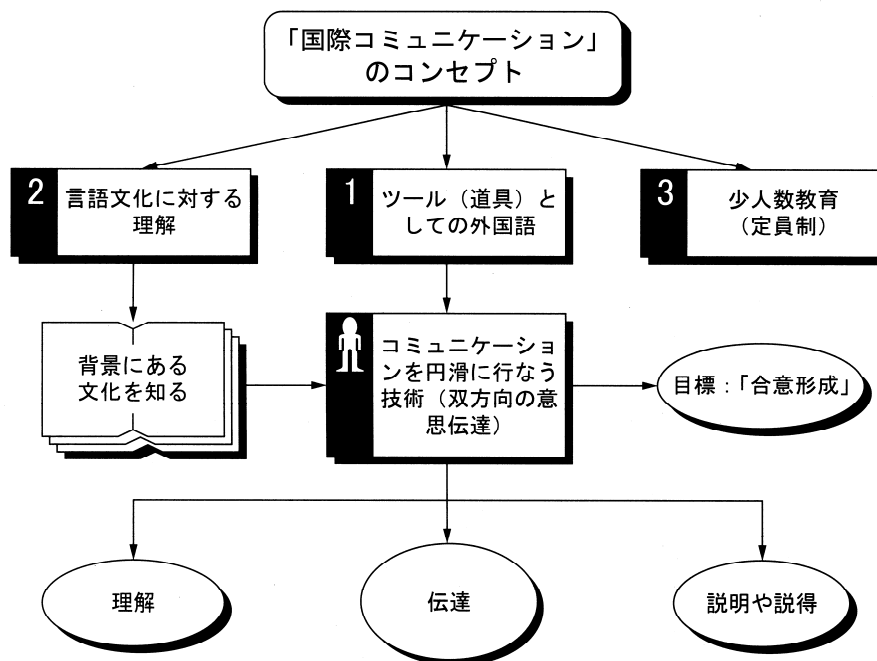 「国際コミュニケーション」
のコンセプト
2
言語文化に対する
理解
1
ツール（道具）と
しての外国語
3
少人数教育
（定員制）
背景にある
文化を知る
コミュニケーショ
ンを円滑に行なう
技術（双方向の意
思伝達）
目標：「合意形成」
理解
伝達
説明や説得